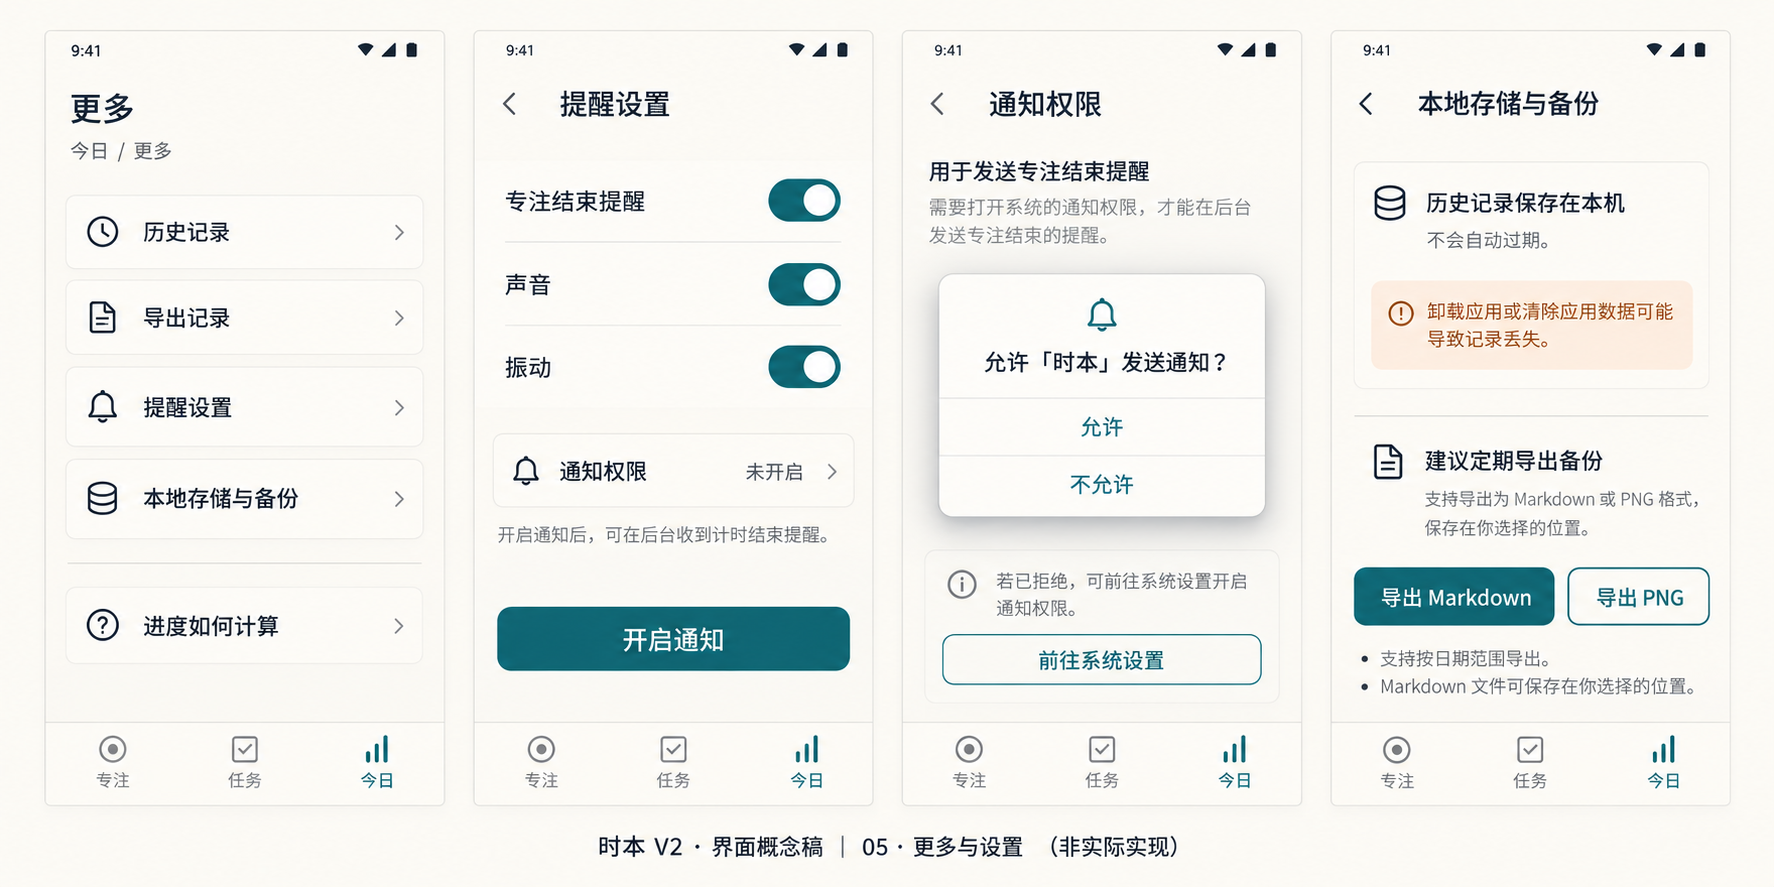 9:41
更多
今日 / 更多
历史记录
导出记录
提醒设置
本地存储与备份
进度如何计算
专注
任务
今日
9:41
提醒设置
专注结束提醒
声音
振动
通知权限
未开启
开启通知后，可在后台收到计时结束提醒。
开启通知
专注
任务
今日
9:41
通知权限
用于发送专注结束提醒
需要打开系统的通知权限，才能在后台
发送专注结束的提醒。
允许「时本」发送通知？
允许
不允许
若已拒绝，可前往系统设置开启
通知权限。
前往系统设置
专注
任务
今日
9:41
本地存储与备份
历史记录保存在本机
不会自动过期。
卸载应用或清除应用数据可能
导致记录丢失。
建议定期导出备份
支持导出为 Markdown 或 PNG 格式，
保存在你选择的位置。
导出 Markdown
导出 PNG
• 支持按日期范围导出。
• Markdown 文件可保存在你选择的位置。
专注
任务
今日
时本 V2 · 界面概念稿 ｜ 05 · 更多与设置 （非实际实现）